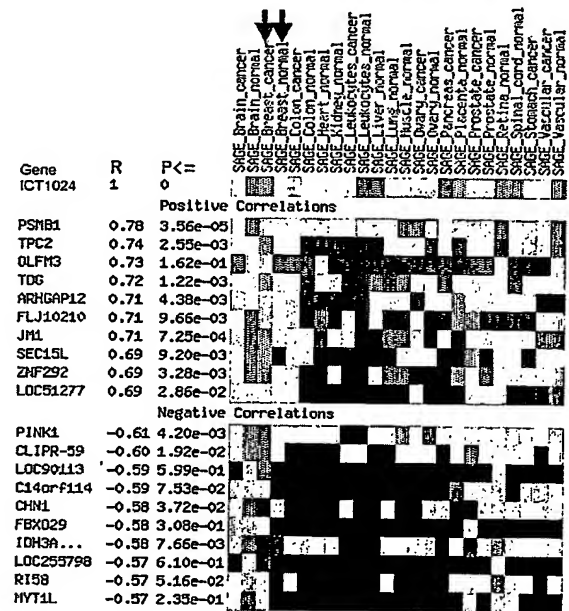 SAGE_Brain_cancer
SAGE_Brain_normal
SAGE_Breast_cancer
SAGE_Breast_normal
SAGE_Colon_cancer
SAGE_Colon_normal
SAGE_Heart_normal
SAGE_Kidney_normal
SAGE_Leukocytes_cancer
SAGE_Leukocytes_normal
SAGE_Liver_normal
SAGE_Lung_normal
SAGE_Muscle_normal
SAGE_Ovary_cancer
SAGE_Ovary_normal
SAGE_Pancreas_cancer
SAGE_Placenta_normal
SAGE_Prostate_cancer
SAGE_Prostate_normal
SAGE_Retina_normal
SAGE_Spinal_cord_normal
SAGE_Stomach_cancer
SAGE_Vascular_cancer
SAGE_Vascular_normal
Gene R P<=
ICT1024 1 0
Positive Correlations
PSMB1 0.78 3.56e-05
TPC2 0.74 2.55e-03
OLFM3 0.73 1.62e-01
TDG 0.72 1.22e-03
ARHGAP12 0.71 4.38e-03
FLJ10210 0.71 9.66e-03
JM1 0.71 7.25e-04
SEC15L 0.69 9.20e-03
ZNF292 0.69 3.28e-03
LOC51277 0.69 2.86e-02
Negative Correlations
PINK1 -0.61 4.20e-03
CLIPR-59 -0.60 1.92e-02
LOC90113 -0.59 5.99e-01
C14orf114 -0.59 7.53e-02
CHN1 -0.58 3.72e-02
FBXO29 -0.58 3.08e-01
IDH3A... -0.58 7.66e-03
LOC255798 -0.57 6.10e-01
RI58 -0.57 5.16e-02
MYT1L -0.57 2.35e-01